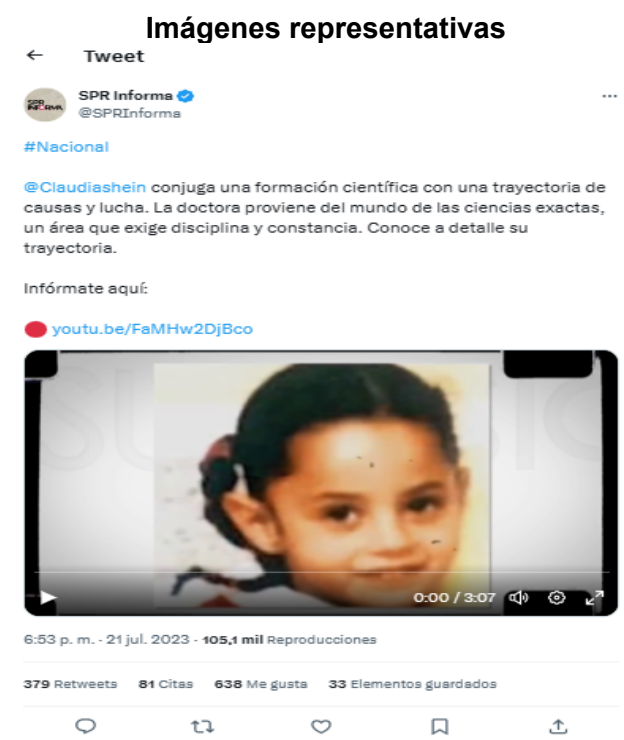 Imágenes representativas
Tweet
SPR Informa
@SPRInforma
SPR
INFORMA
#Nacional
@Claudiashein conjuga una formación científica con una trayectoria de
causas y lucha. La doctora proviene del mundo de las ciencias exactas,
un área que exige disciplina y constancia. Conoce a detalle su
trayectoria.
Infórmate aquí:
youtu.be/FaMHw2DjBco
0:00 / 3:07
6:53 p. m. · 21 jul. 2023 · 105,1 mil Reproducciones
379 Retweets 81 Citas 638 Me gusta 33 Elementos guardados